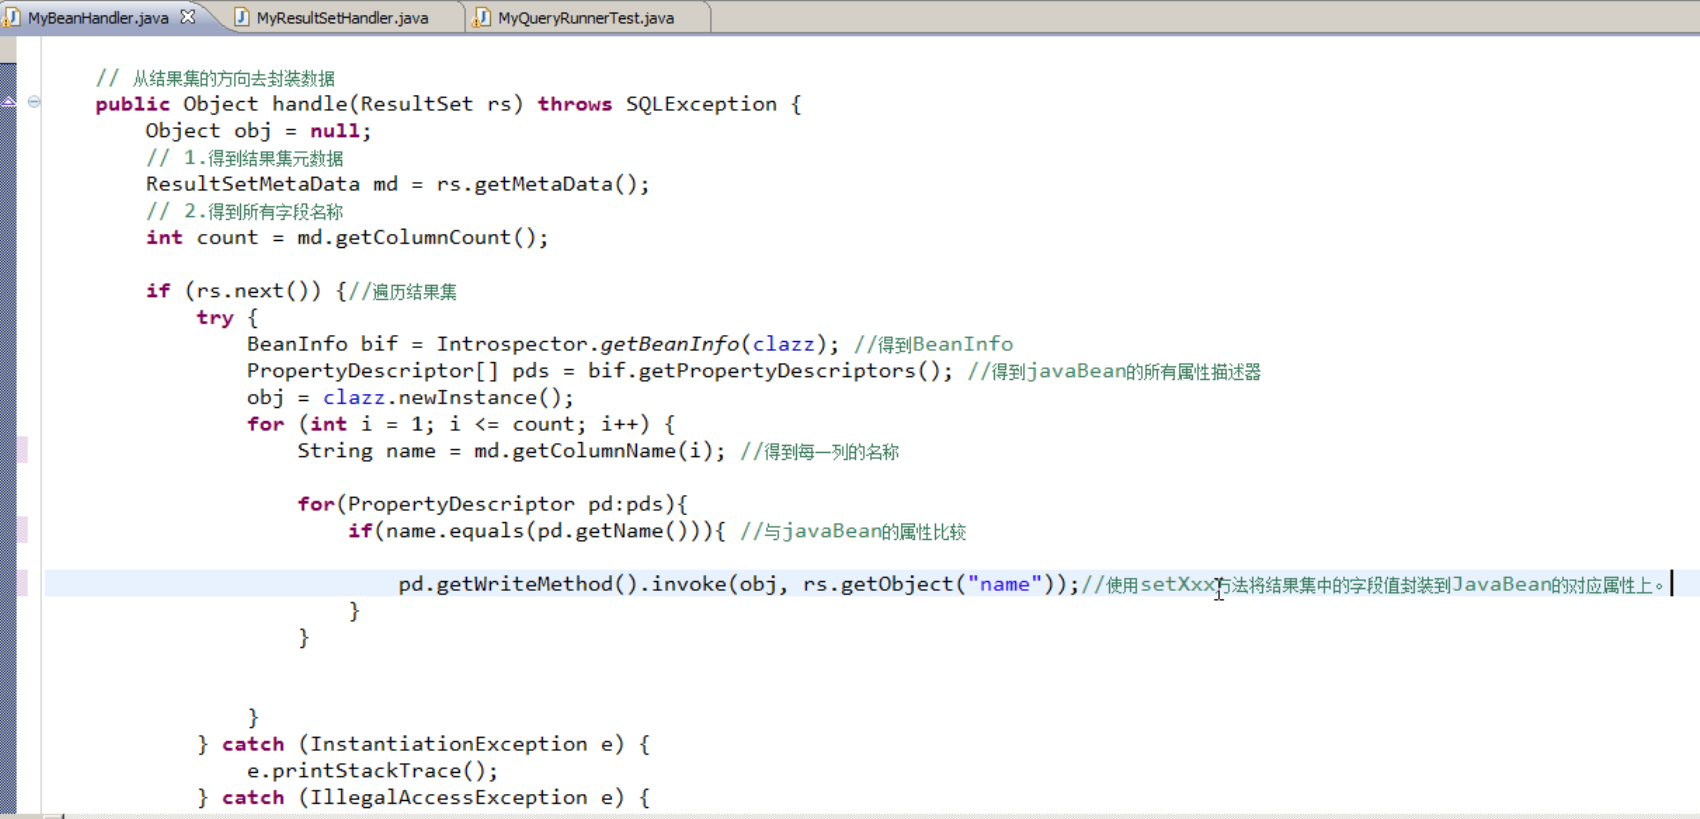 MyBeanHandler.java MyResultSetHandler.java MyQueryRunnerTest.java
// 从结果集的方向去封装数据
public Object handle(ResultSet rs) throws SQLException {
Object obj = null;
// 1.得到结果集元数据
ResultSetMetaData md = rs.getMetaData();
// 2.得到所有字段名称
int count = md.getColumnCount();
if (rs.next()) {//遍历结果集
try {
BeanInfo bif = Introspector.getBeanInfo(clazz); //得到BeanInfo
PropertyDescriptor[] pds = bif.getPropertyDescriptors(); //得到javaBean的所有属性描述器
obj = clazz.newInstance();
for (int i = 1; i <= count; i++) {
String name = md.getColumnName(i); //得到每一列的名称
for(PropertyDescriptor pd:pds){
if(name.equals(pd.getName())){ //与javaBean的属性比较
pd.getWriteMethod().invoke(obj, rs.getObject("name"));//使用setXxx方法将结果集中的字段值封装到JavaBean的对应属性上。
}
}
}
} catch (InstantiationException e) {
e.printStackTrace();
} catch (IllegalAccessException e) {